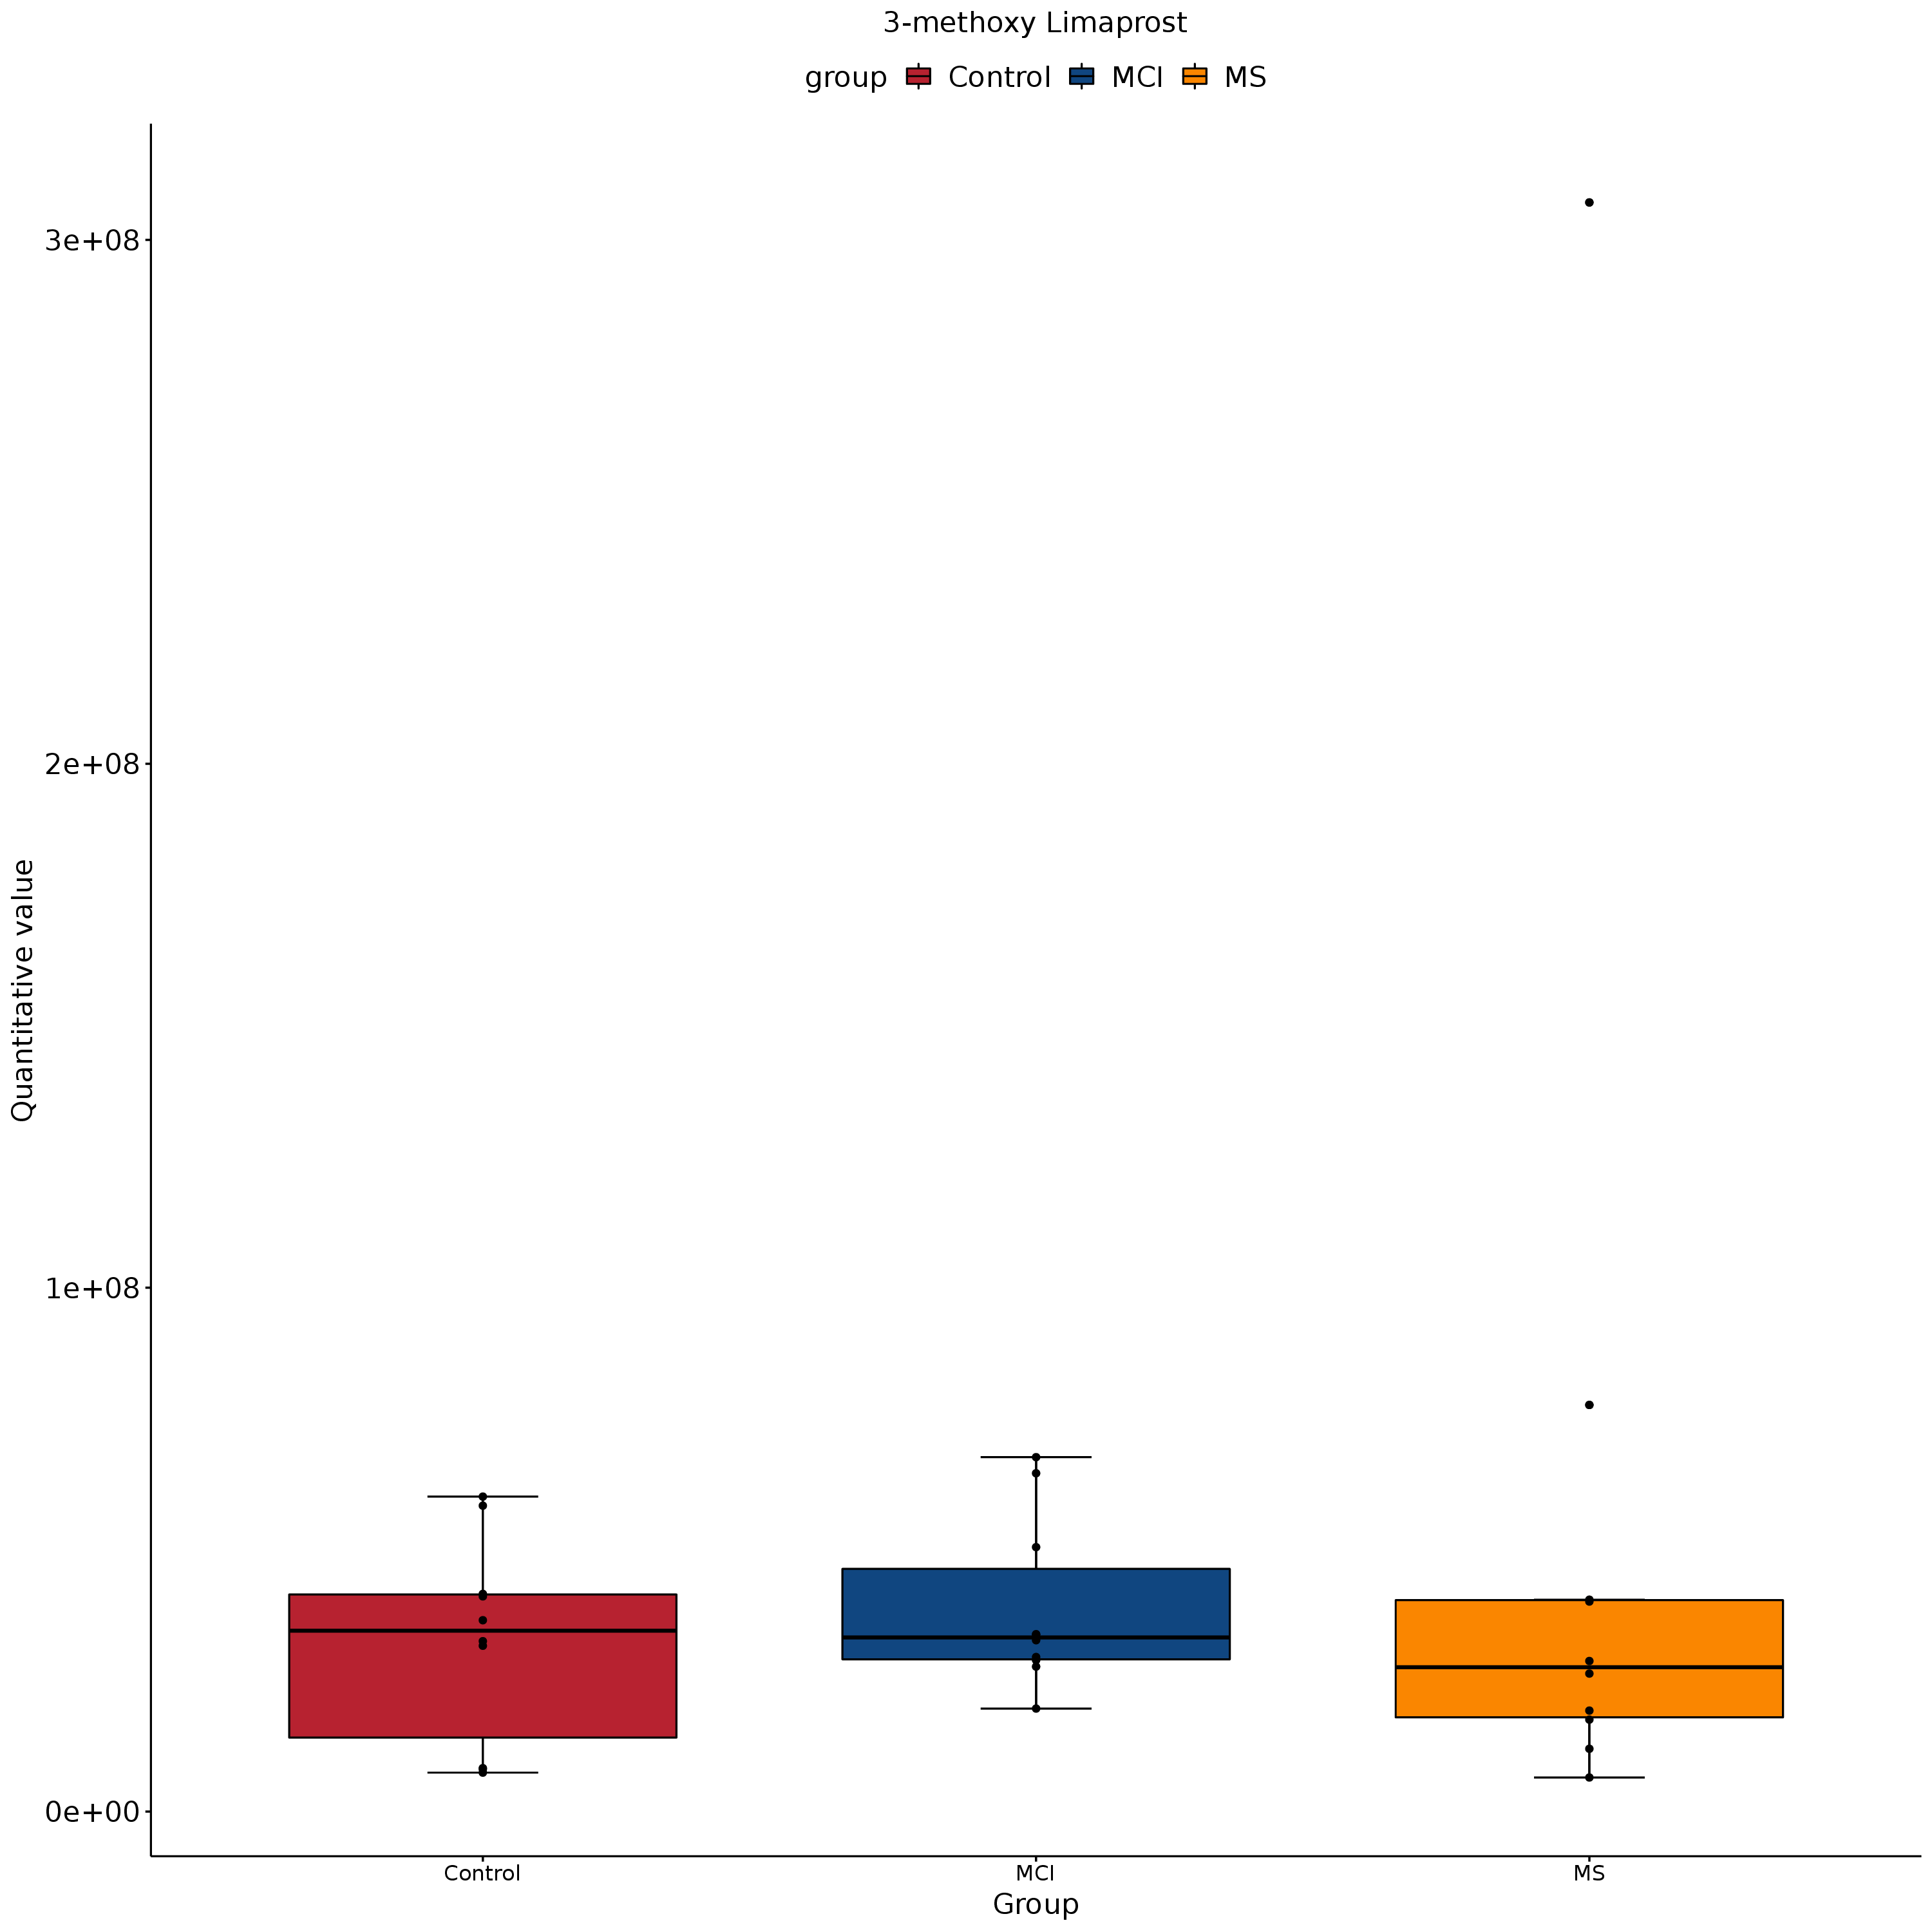 3-methoxy Limaprost
group Control MCI MS
3e+08
2e+08
1e+08
0e+00
Quantitative value
Control MCI MS
Group